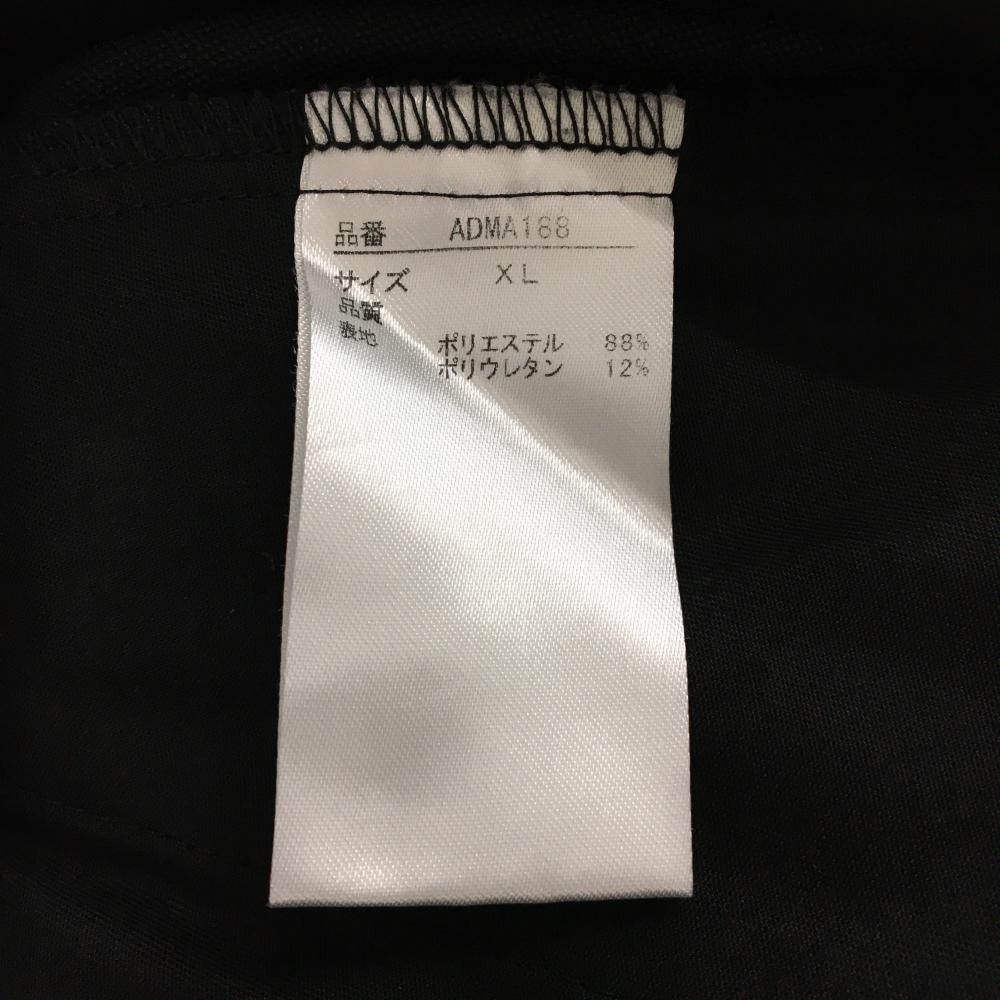 品番 ADMA188
サイズ XL
品質
表地
ポリエステル 88%
ポリウレタン 12%